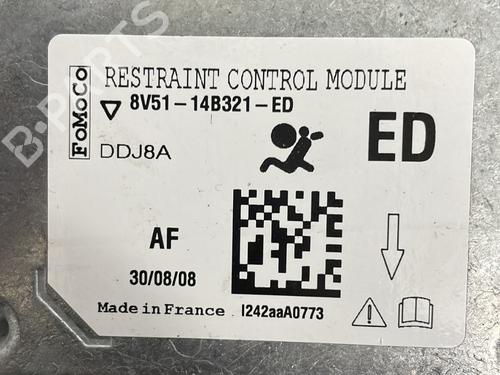 B-PARTS
FoMoCo
RESTRAINT CONTROL MODULE
8V51-14B321-ED
DDJ8A
ED
AF
30/08/08
Made in France
I242aaA0773